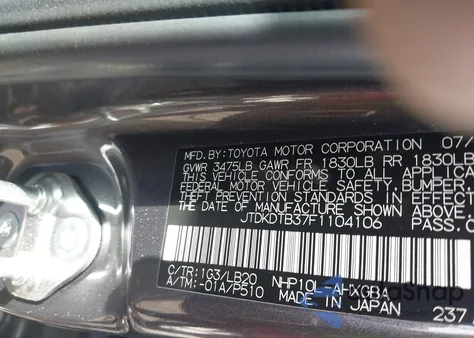 MFD.BY:TOYOTA MOTOR CORPORATION 07/
GVWR 3475LB GAWR FR 1830LB RR 1830LB
THIS VEHICLE CONFORMS TO ALL APPLICA
FEDERAL MOTOR VEHICLE SAFETY, BUMPER,
THEFT PREVENTION STANDARDS IN EFFECT
THE DATE OF MANUFACTURE SHOWN ABOVE.
JTDKDTB37F1104106 PASS.C
C/TR:1G3/LB20 NHP10L-AHXGBA
A/TM:-01A/P510 MADE IN JAPAN 237